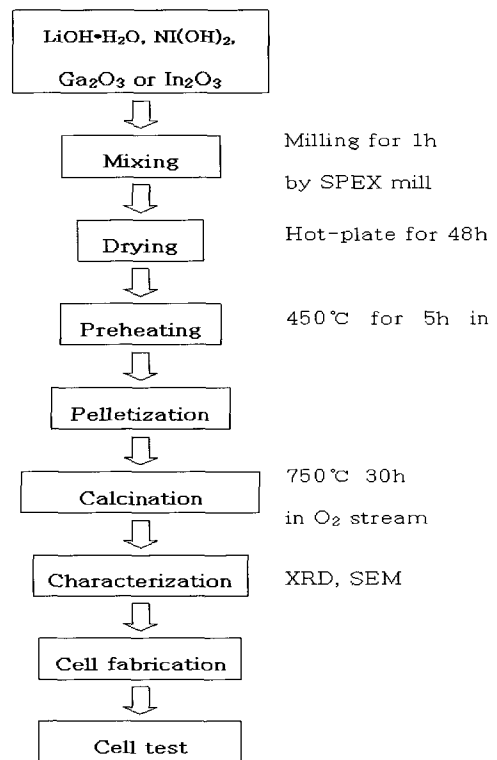 LiOH•H₂O, NI(OH)₂,
Ga₂O₃ or In₂O₃
Mixing
Milling for 1h
by SPEX mill
Drying
Hot-plate for 48h
Preheating
450℃ for 5h in
Pelletization
Calcination
750℃ 30h
in O₂ stream
Characterization
XRD, SEM
Cell fabrication
Cell test